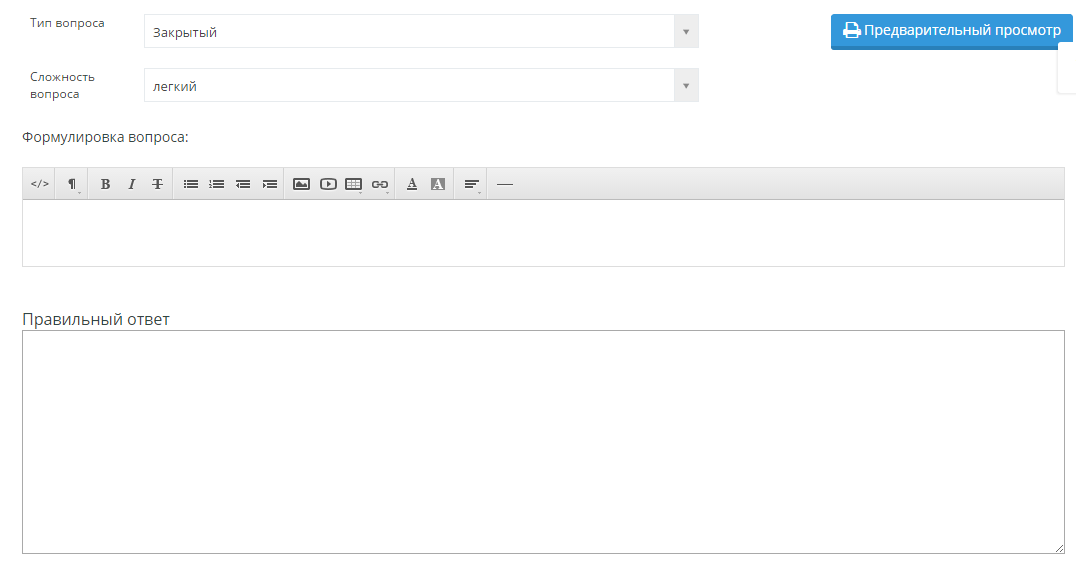 Тип вопроса
Закрытый
Предварительный просмотр
Сложность
вопроса
легкий
Формулировка вопроса:
</> ¶ B I T A A
Правильный ответ